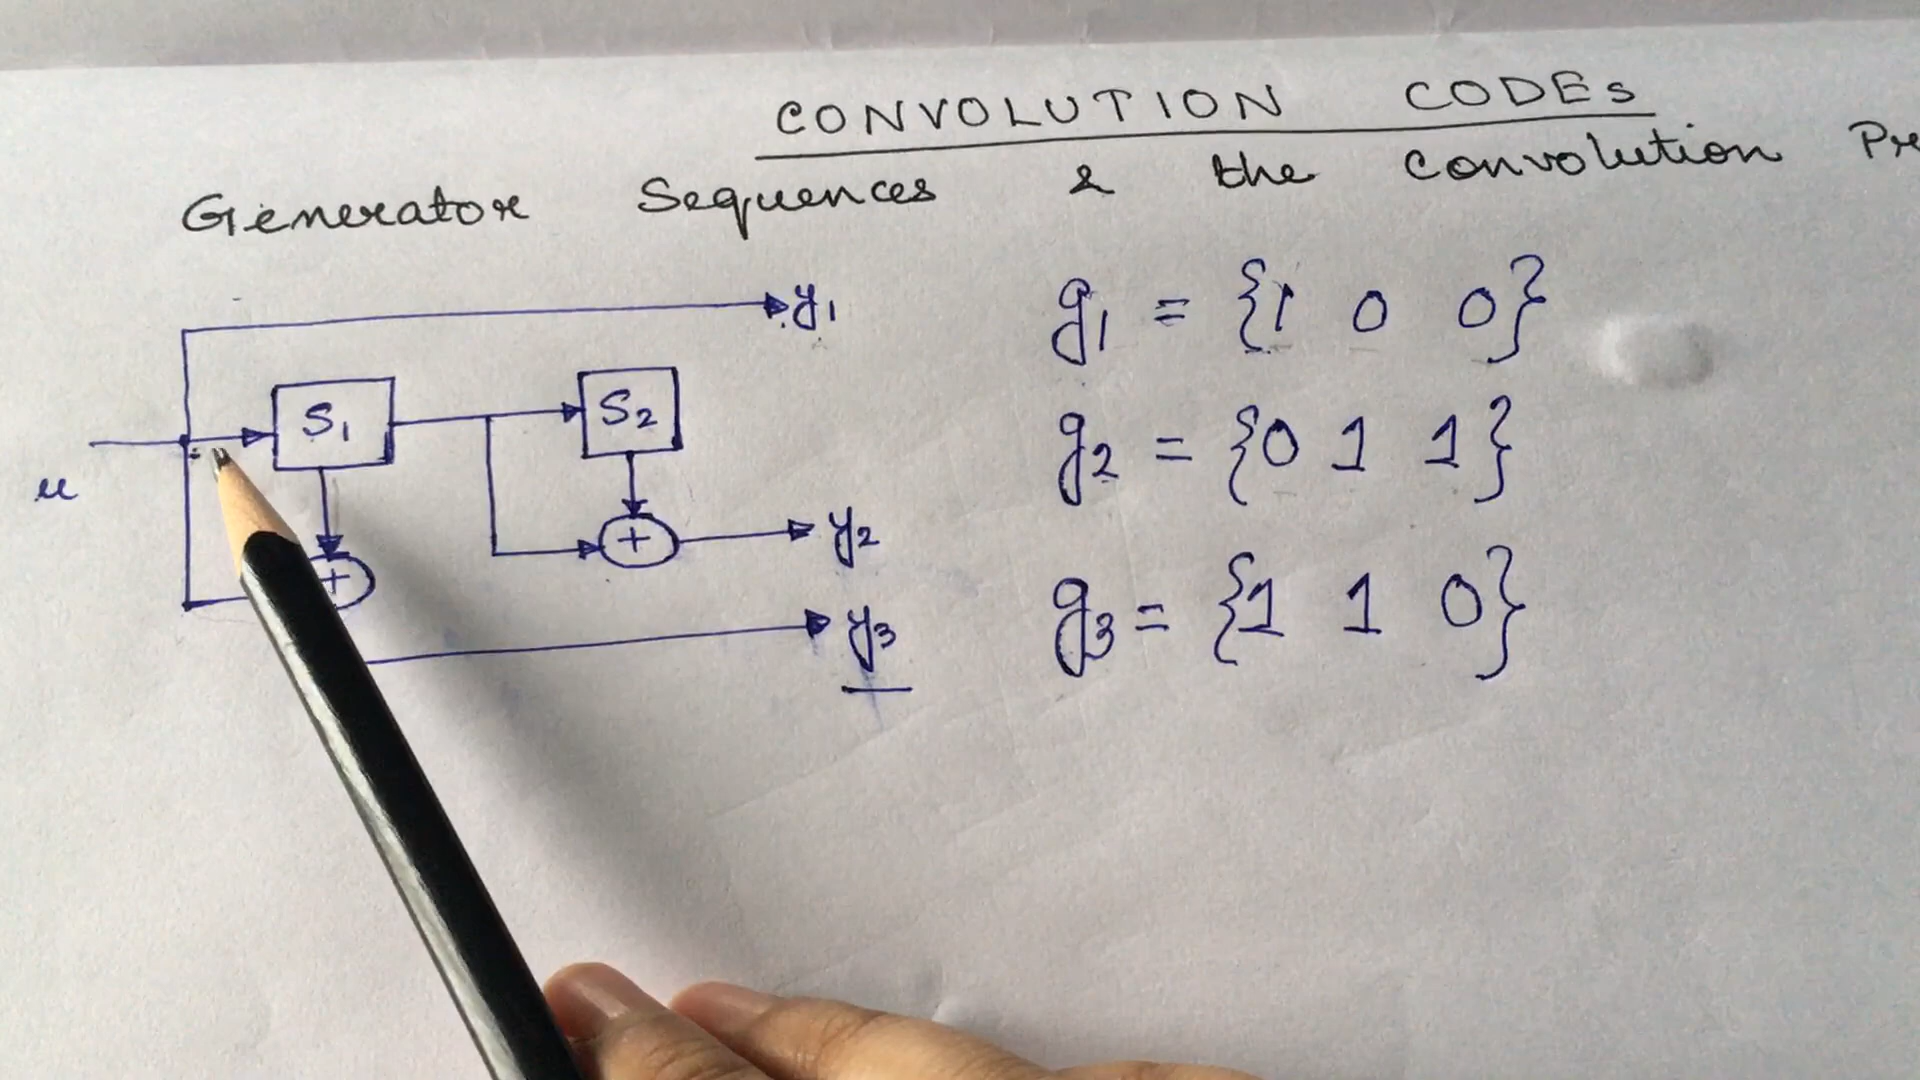 CONVOLUTION CODES
Generator Sequences & the Convolution
y1
g1 = {1 0 0}
S1
S2
g2 = {0 1 1}
u
+
y2
+
g3 = {1 1 0}
y3